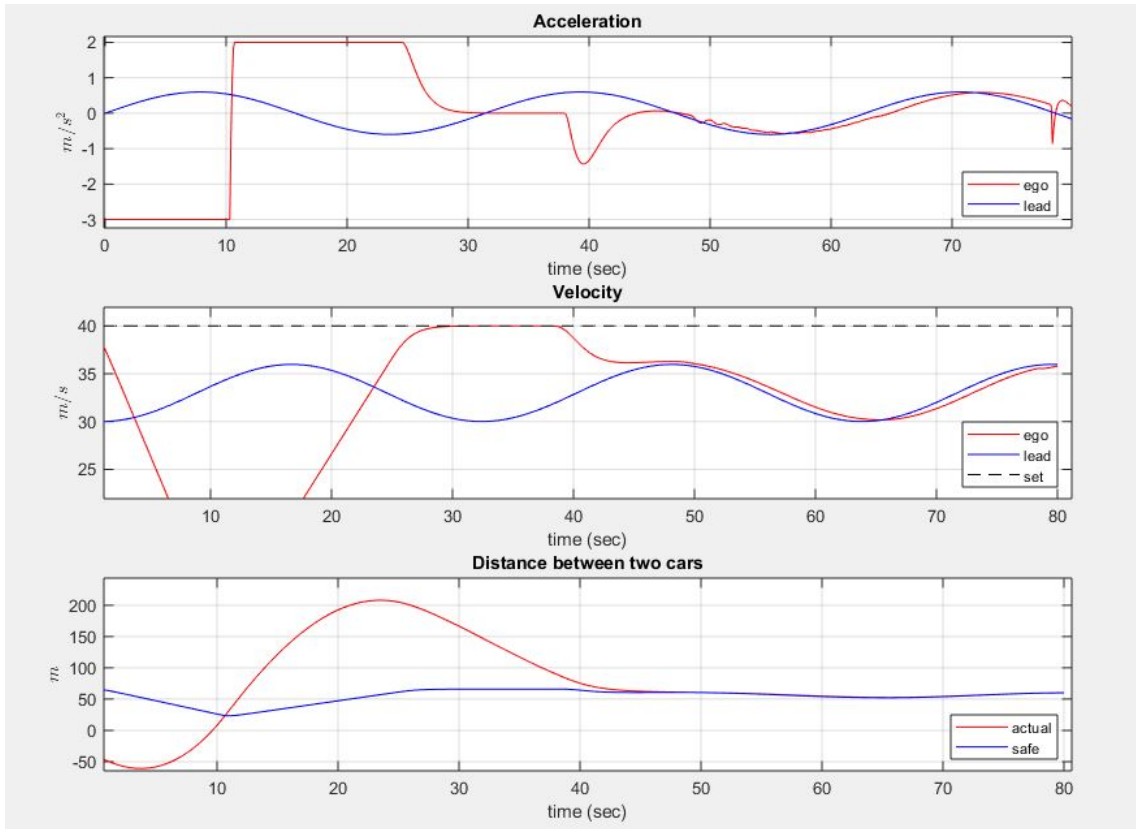 Acceleration
2
1
0
-1
-2
-3
m/s²
ego
lead
0 10 20 30 40 50 60 70
time (sec)
Velocity
40
35
30
25
m/s
ego
lead
set
10 20 30 40 50 60 70 80
time (sec)
Distance between two cars
200
150
100
50
0
-50
m
actual
safe
10 20 30 40 50 60 70 80
time (sec)